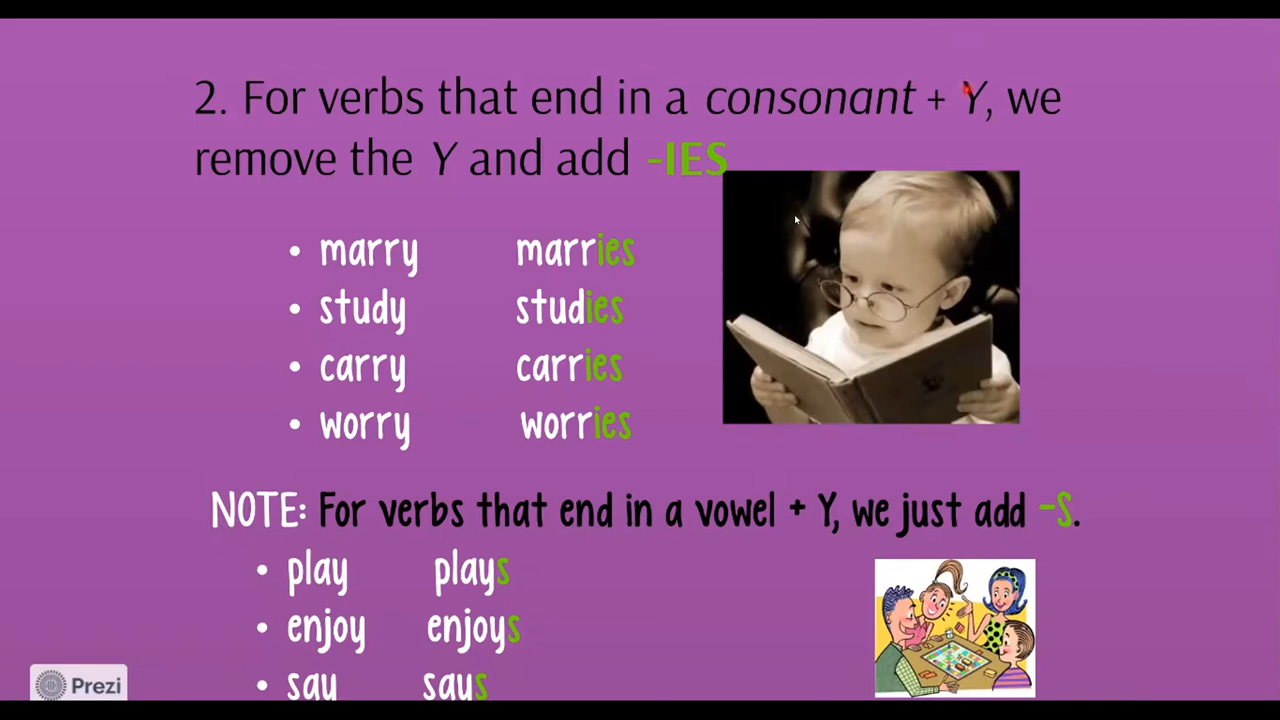 2. For verbs that end in a consonant + Y, we
remove the Y and add -IES
• marry marries
• study studies
• carry carries
• worry worries
NOTE: For verbs that end in a vowel + Y, we just add -S.
• play plays
• enjoy enjoys
• say says
Prezi